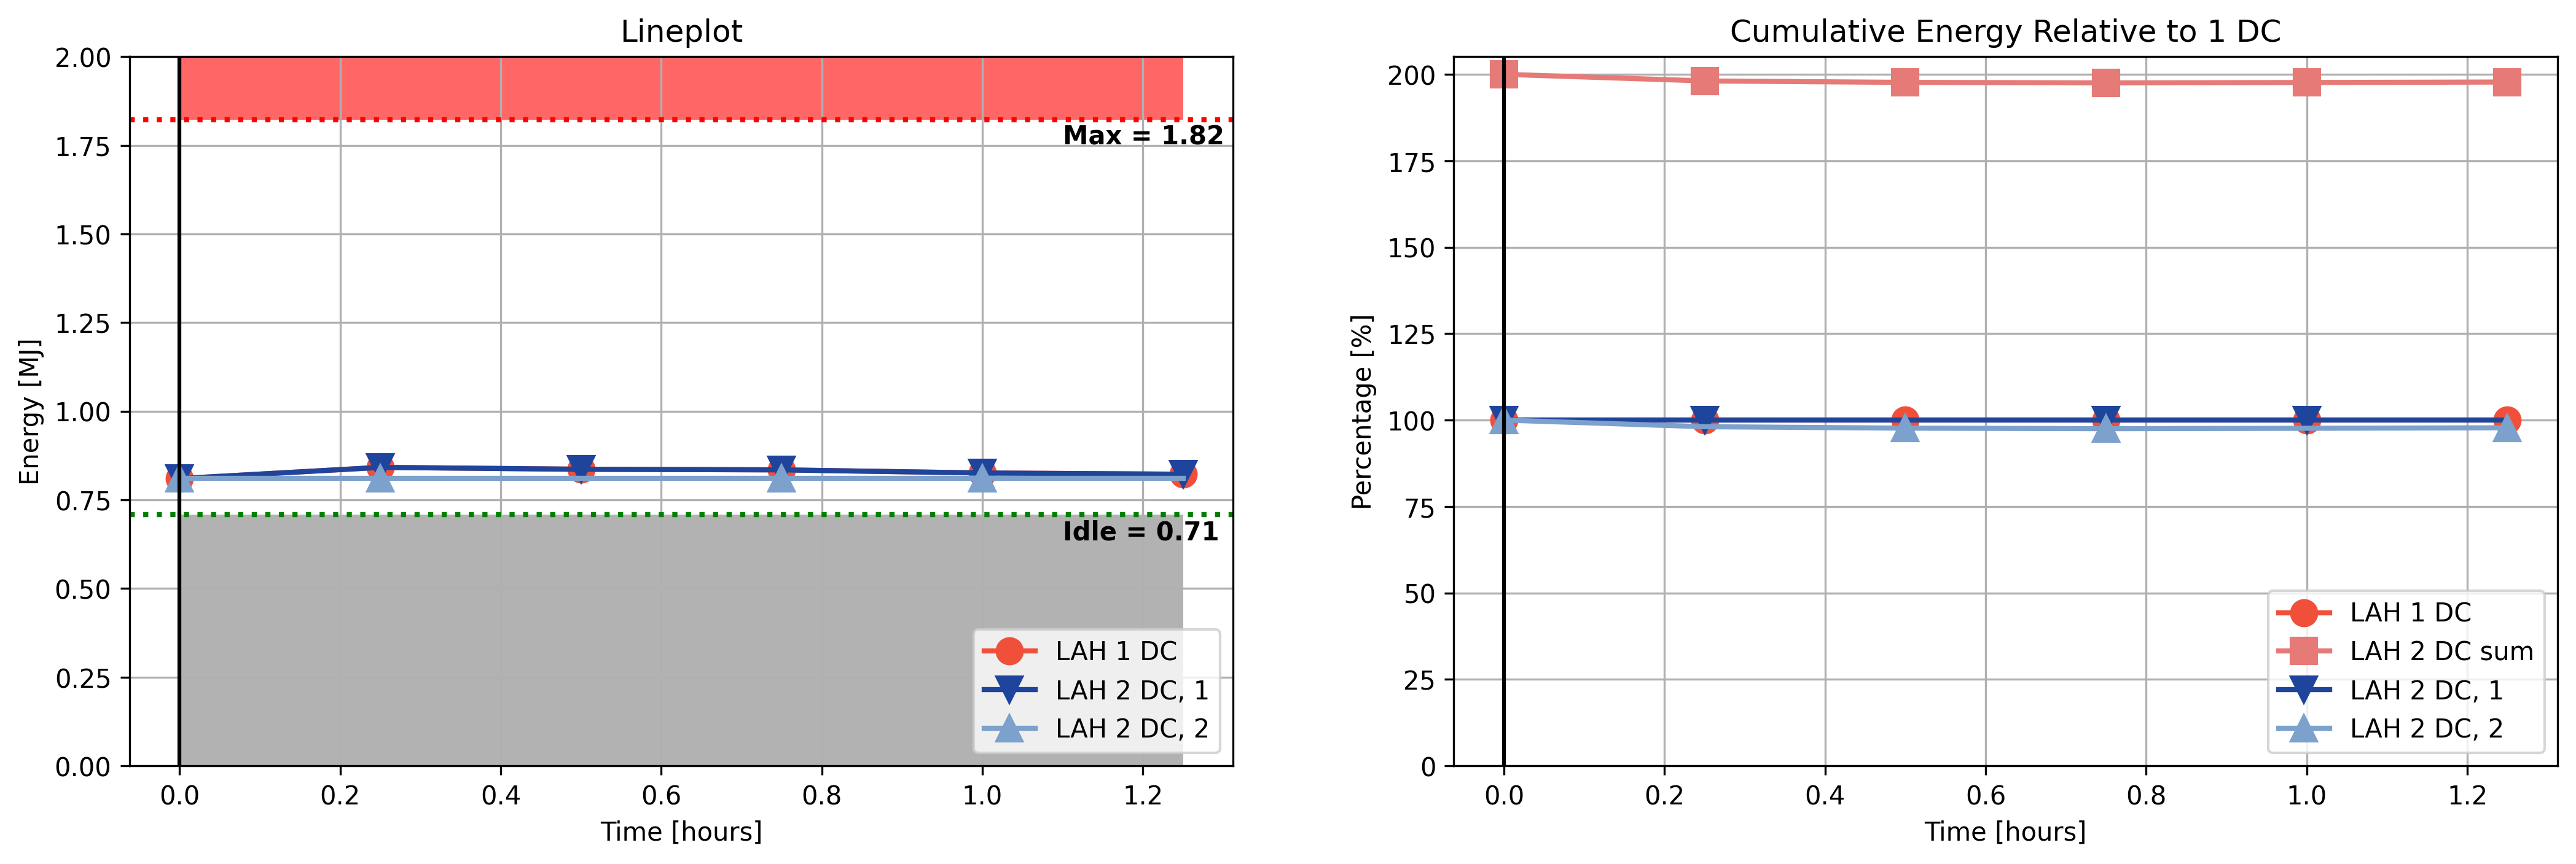 Lineplot
2.00
1.75
1.50
1.25
1.00
0.75
0.50
0.25
0.00
Energy [MJ]
Max = 1.82
Idle = 0.71
LAH 1 DC
LAH 2 DC, 1
LAH 2 DC, 2
0.0 0.2 0.4 0.6 0.8 1.0 1.2
Time [hours]
Cumulative Energy Relative to 1 DC
200
175
150
125
100
75
50
25
0
Percentage [%]
LAH 1 DC
LAH 2 DC sum
LAH 2 DC, 1
LAH 2 DC, 2
0.0 0.2 0.4 0.6 0.8 1.0 1.2
Time [hours]